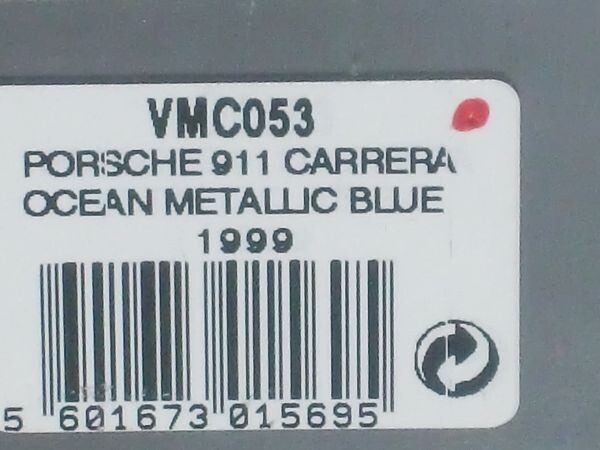 VMC053
PORSCHE 911 CARRERA
OCEAN METALLIC BLUE
1999
5 601673 015695